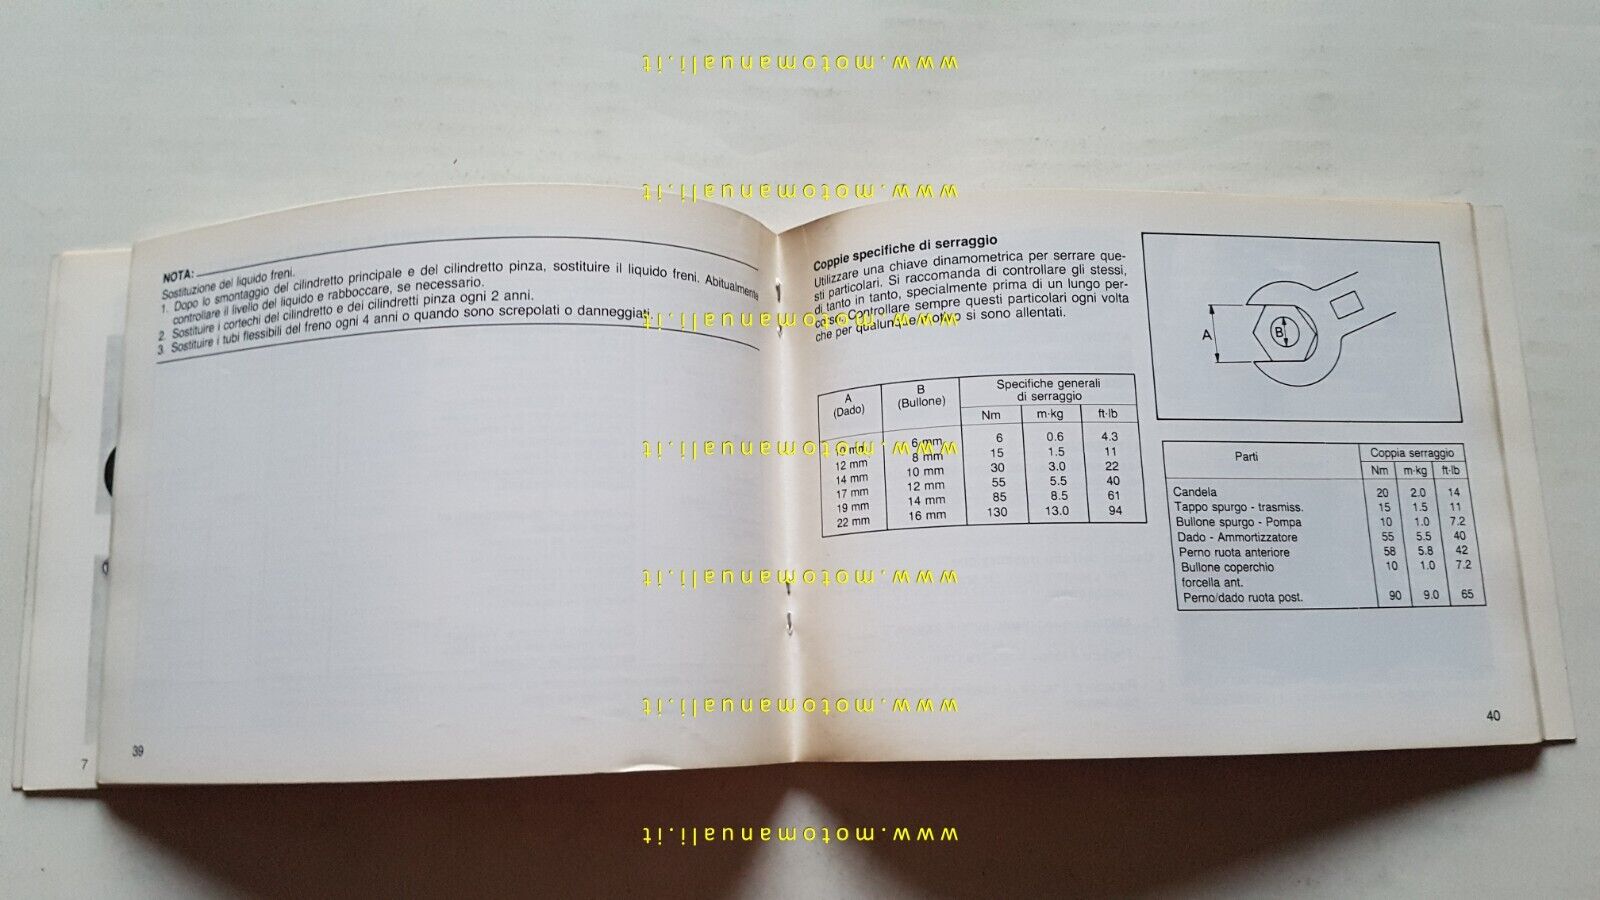 www.motomanuali.it
www.motomanuali.it
www.motomanuali.it
www.motomanuali.it
www.motomanuali.it
www.motomanuali.it
www.motomanuali.it
NOTA:
Sostituzione del liquido freni.
1. Dopo lo smontaggio del cilindretto principale e del cilindretto pinza, sostituire il liquido freni. Abitualmente
controllare il livello del liquido e rabboccare, se necessario.
2. Sostituire i cortechi del cilindretto e dei cilindretti pinza ogni 2 anni.
3. Sostituire i tubi flessibili del freno ogni 4 anni o quando sono screpolati o danneggiati.
39
7
Coppie specifiche di serraggio
Utilizzare una chiave dinamometrica per serrare que-
sti particolari. Si raccomanda di controllare gli stessi,
di tanto in tanto, specialmente prima di un lungo per-
corso. Controllare sempre questi particolari ogni volta
che per qualunque motivo si sono allentati.
A (Dado) B (Bullone) Specifiche generali di serraggio
Nm m·kg ft·lb
10 mm 6 mm 6 0.6 4.3
12 mm 8 mm 15 1.5 11
14 mm 10 mm 30 3.0 22
17 mm 12 mm 55 5.5 40
19 mm 14 mm 85 8.5 61
22 mm 16 mm 130 13.0 94
A
B
Parti Coppia serraggio
Nm m·kg ft·lb
Candela 20 2.0 14
Tappo spurgo - trasmiss. 15 1.5 11
Bullone spurgo - Pompa 10 1.0 7.2
Dado - Ammortizzatore 55 5.5 40
Perno ruota anteriore 58 5.8 42
Bullone coperchio 10 1.0 7.2
forcella ant.
Perno/dado ruota post. 90 9.0 65
40